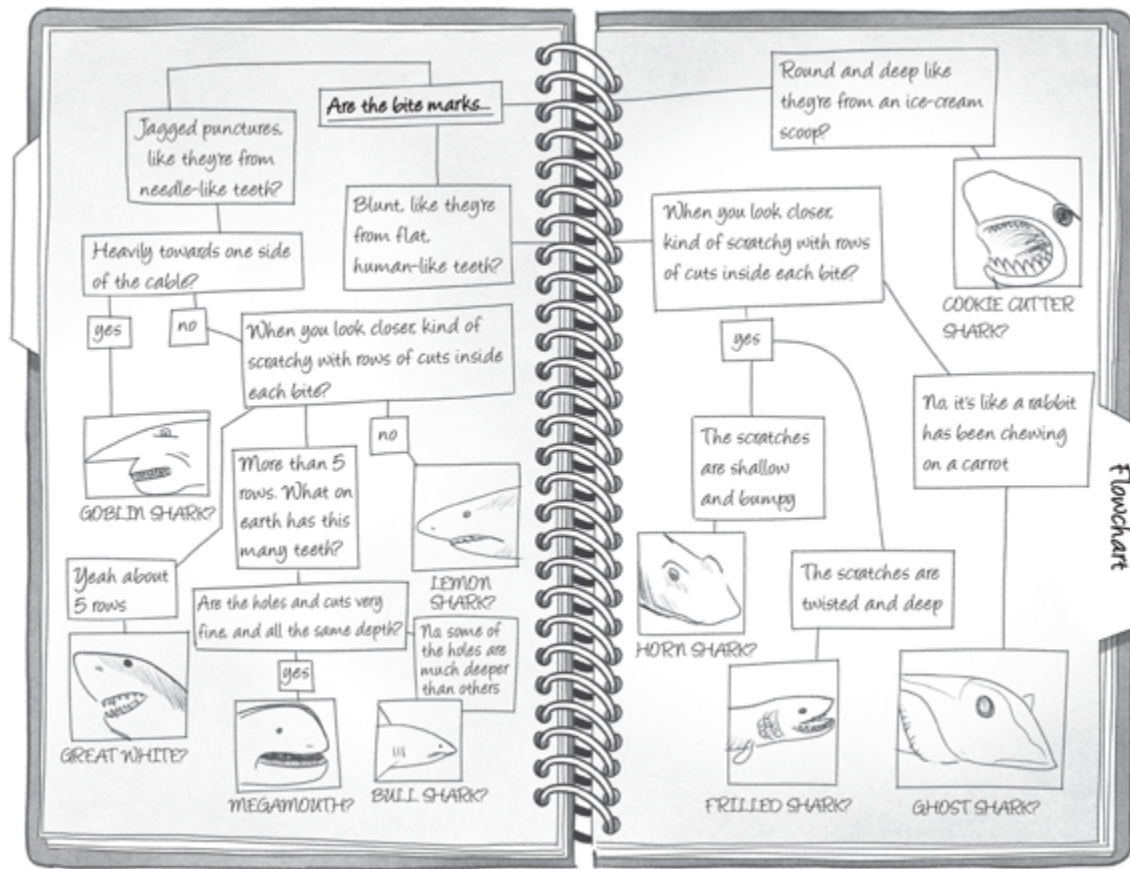 Are the bite marks...
Jagged punctures,
like they're from
needle-like teeth?
Heavily towards one side
of the cable?
yes
GOBLIN SHARK?
no
When you look closer, kind of
scratchy with rows of cuts inside
each bite?
Yeah about
5 rows
GREAT WHITE?
More than 5
rows. What on
earth has this
many teeth?
Are the holes and cuts very
fine, and all the same depth?
yes
MEGAMOUTH?
No, some of
the holes are
much deeper
than others
BULL SHARK?
no
LEMON
SHARK?
Blunt, like they're
from flat,
human-like teeth?
When you look closer,
kind of scratchy with rows
of cuts inside each bite?
yes
The scratches
are shallow
and bumpy
HORN SHARK?
The scratches are
twisted and deep
FRILLED SHARK?
No, it's like a rabbit
has been chewing
on a carrot
GHOST SHARK?
Round and deep like
they're from an ice-cream
scoop?
COOKIE CUTTER
SHARK?
Flowchart